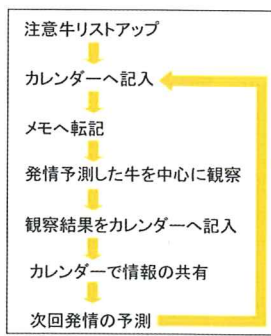 注意牛リストアップ
カレンダーへ記入
メモへ転記
発情予測した牛を中心に観察
観察結果をカレンダーへ記入
カレンダーで情報の共有
次回発情の予測